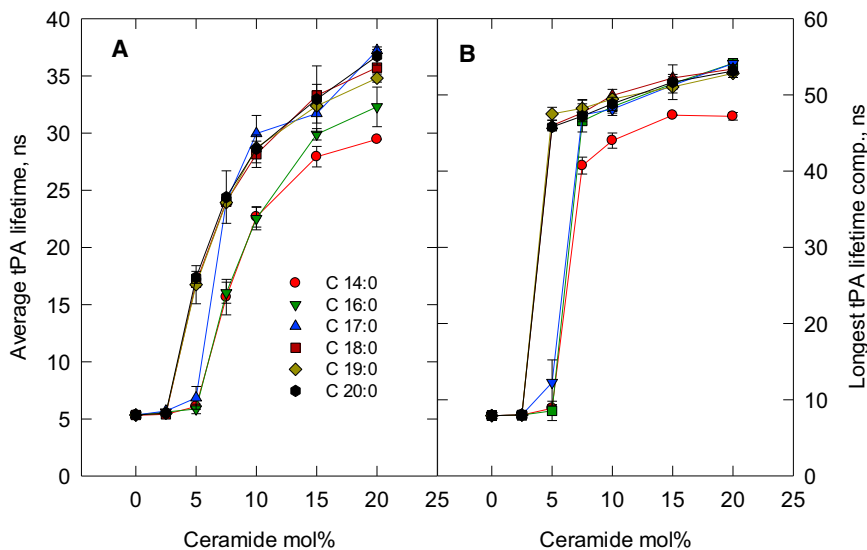 A
B
Average tPA lifetime, ns
40
35
30
25
20
15
10
5
0
C 14:0
C 16:0
C 17:0
C 18:0
C 19:0
C 20:0
60
50
40
30
20
10
0
Longest tPA lifetime comp., ns
0 5 10 15 20 25
0 5 10 15 20 25
Ceramide mol%
Ceramide mol%